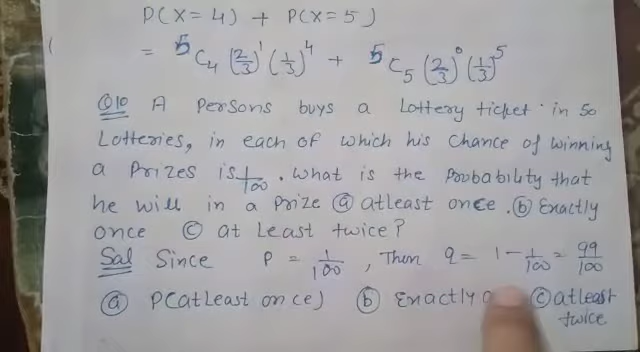 P(X = 4) + P(X = 5)
= ⁵C₄ (2/3)¹ (1/3)⁴ + ⁵C₅ (2/3)⁰ (1/3)⁵
Q10 A Persons buys a Lottery ticket in 50
Lotteries, in each of which his Chance of Winning
a Prizes is 1/100. What is the Probability that
he will in a Prize ⓐ atleast once. ⓑ Exactly
once ⓒ at Least twice?
Sol Since P = 1/100, Then q = 1 - 1/100 = 99/100
ⓐ P(atLeast once) ⓑ Exactly ⓒ atleast
twice